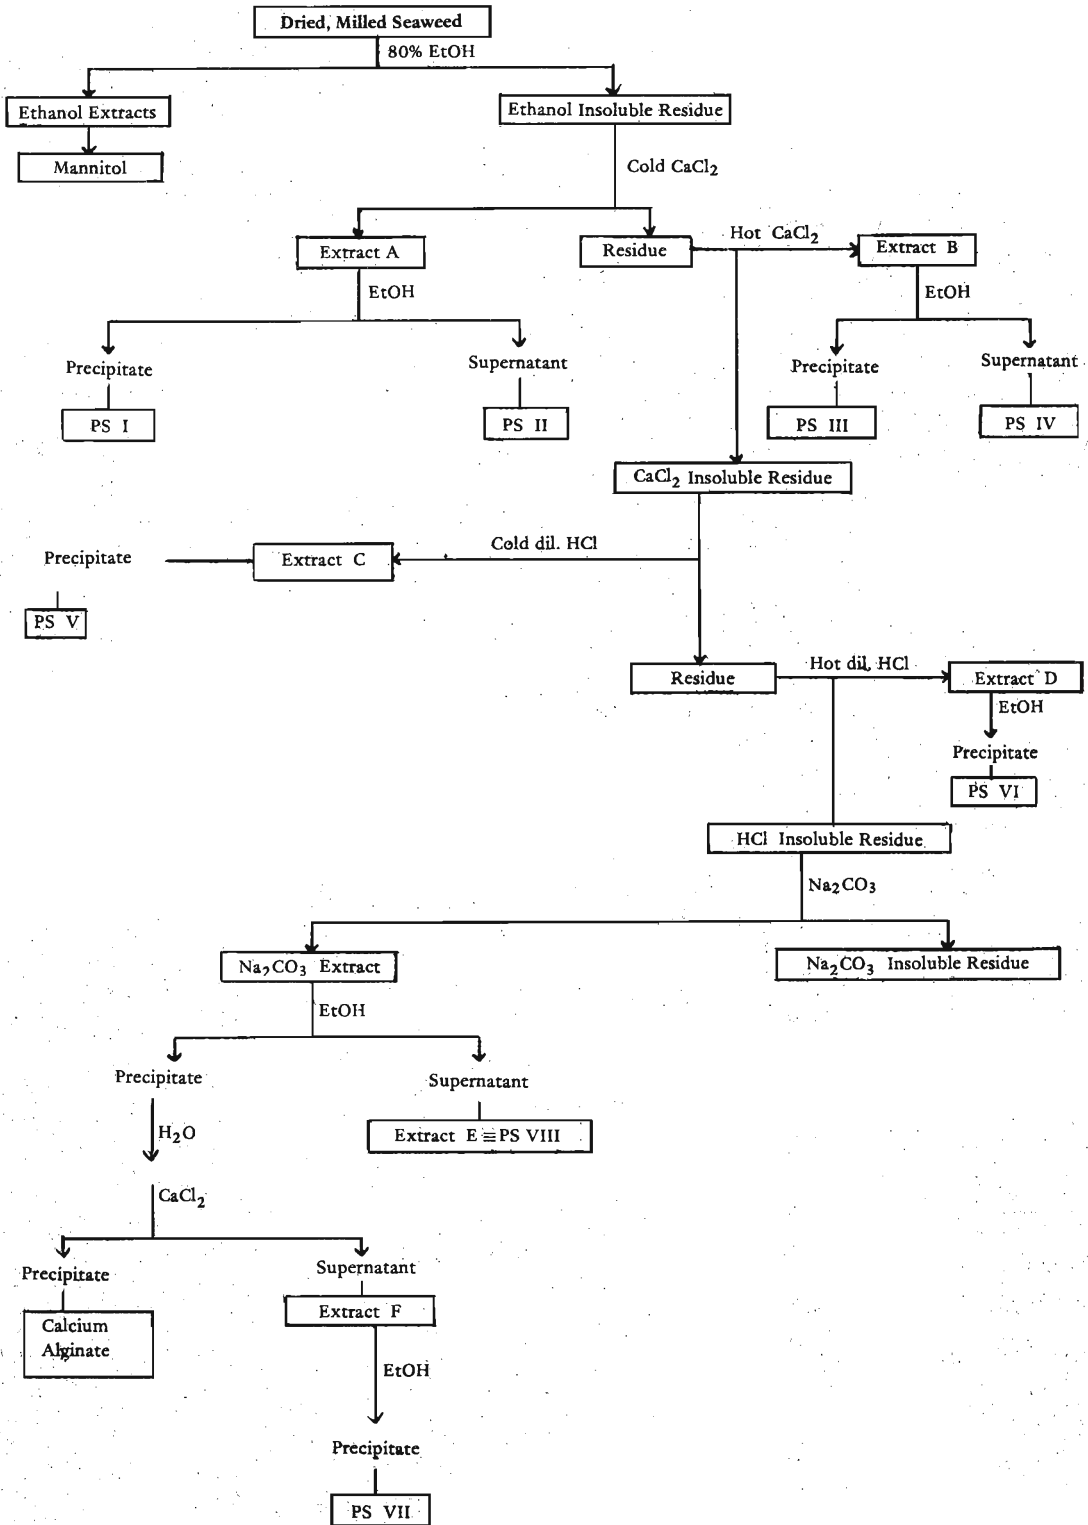 Dried, Milled Seaweed
80% EtOH
Ethanol Extracts
Ethanol Insoluble Residue
Mannitol
Cold CaCl2
Extract A
Residue
Hot CaCl2
Extract B
EtOH
EtOH
Precipitate
Supernatant
Precipitate
Supernatant
PS I
PS II
PS III
PS IV
CaCl2 Insoluble Residue
Precipitate
Extract C
Cold dil. HCl
PS V
Residue
Hot dil. HCl
Extract D
EtOH
Precipitate
PS VI
HCl Insoluble Residue
Na2CO3
Na2CO3 Extract
Na2CO3 Insoluble Residue
EtOH
Precipitate
Supernatant
H2O
Extract E ≡ PS VIII
CaCl2
Precipitate
Supernatant
Extract F
Calcium
Alginate
EtOH
Precipitate
PS VII